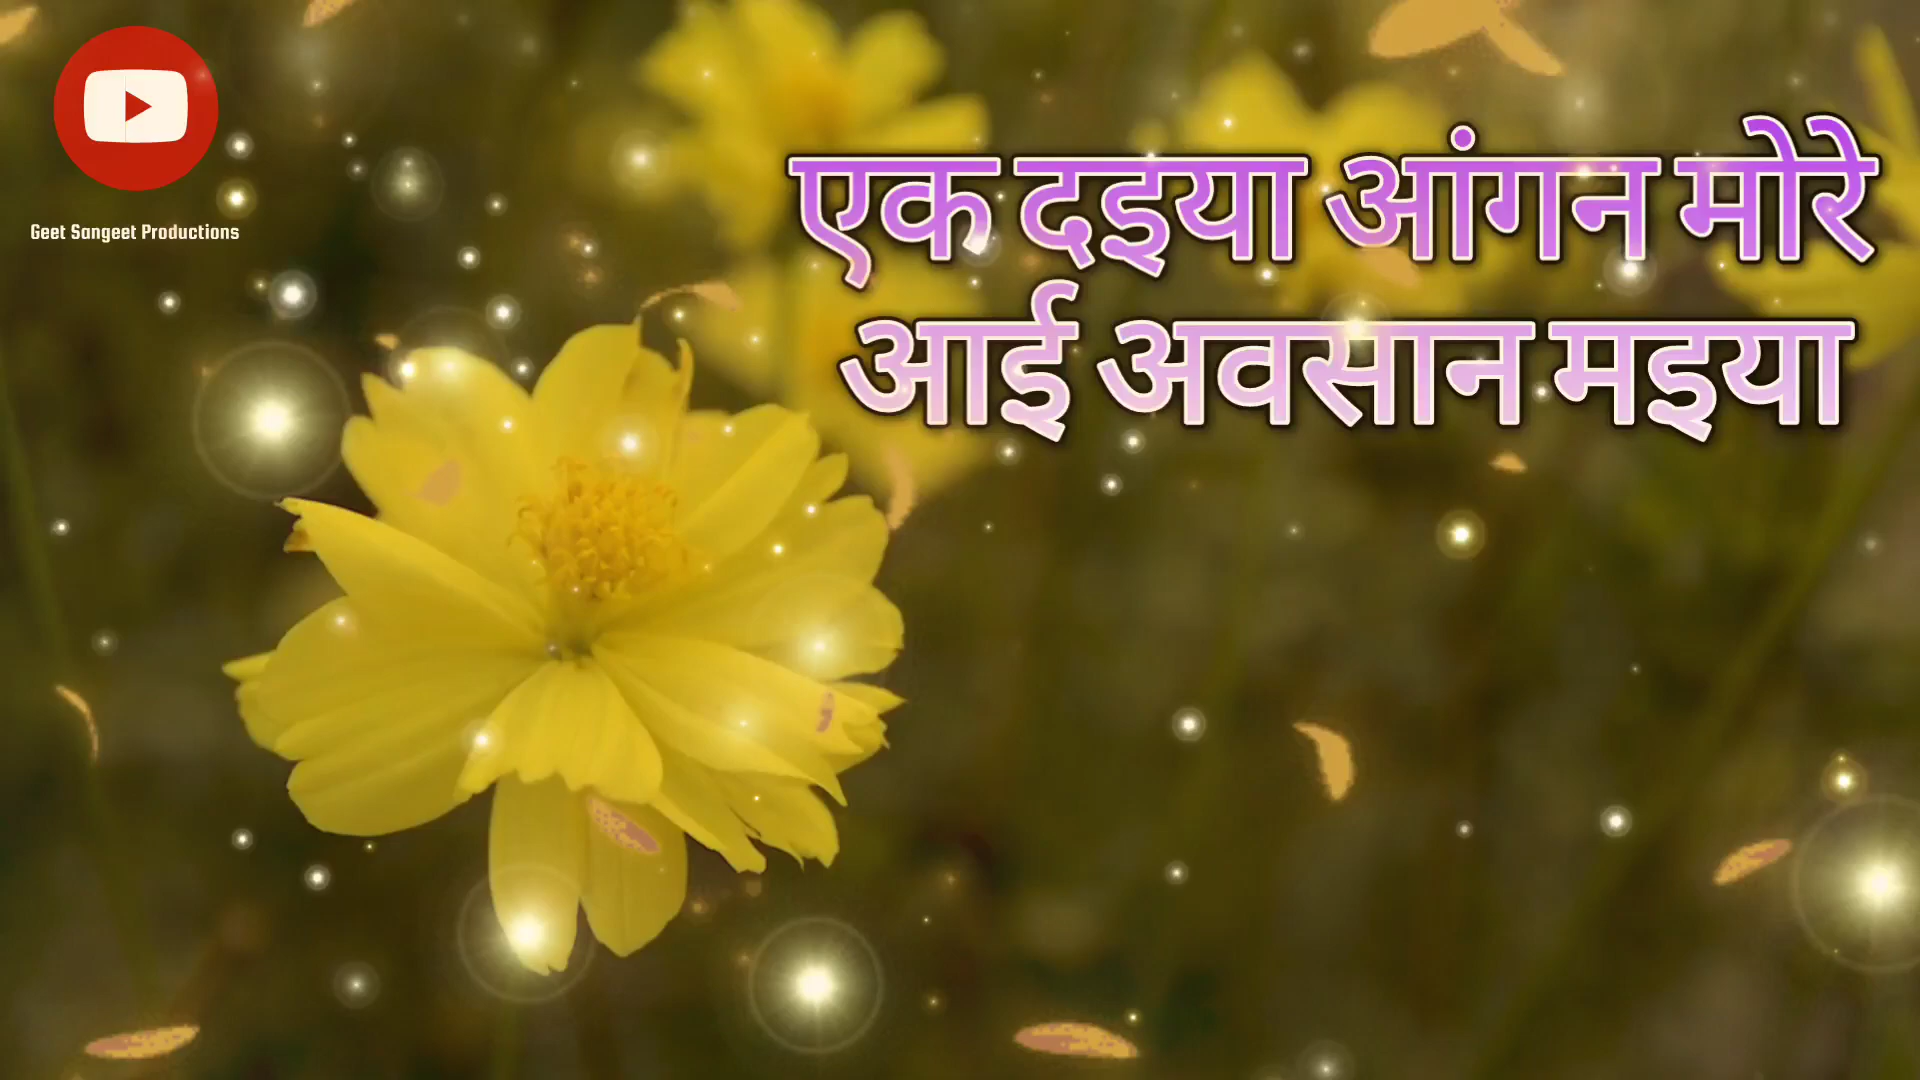 Geet Sangeet Productions
एक दइया आंगन मोरे
आई अवसान मइया